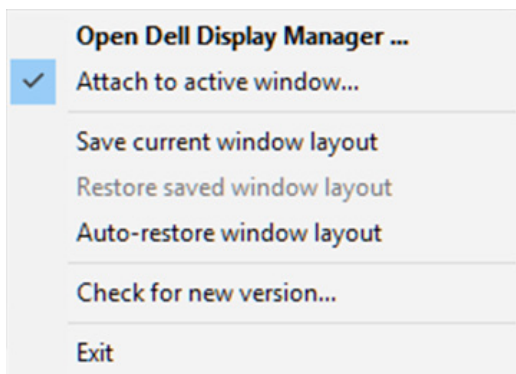 Open Dell Display Manager ...
Attach to active window...
Save current window layout
Restore saved window layout
Auto-restore window layout
Check for new version...
Exit